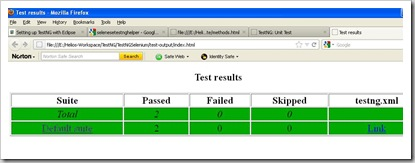 Test results - Mozilla Firefox
File Edit View History Bookmarks Tools Help
Setting up TestNG with Eclipse
seleniumtestnghelper - Googl...
file:///E:/Heli...te/methods.html
TestNG: Unit Test
Test results
file:///E:/Helios-Workspace/TestNG/TestNGSelenium/test-output/index.html
Google
Norton
Norton Safe Search
Search
Safe Web
Identity Safe
Test results
Suite Passed Failed Skipped testng.xml
Total 2 0 0
Default suite 2 0 0 Link